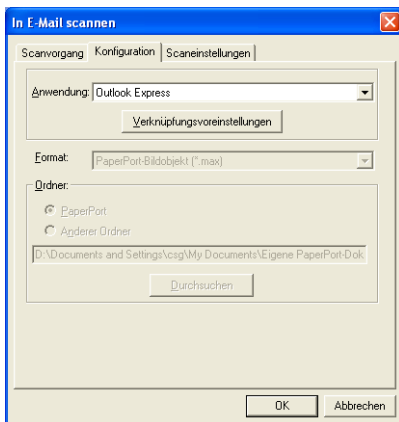 In E-Mail scannen
Scanvorgang Konfiguration Scaneinstellungen
Anwendung: Outlook Express
Verknüpfungsvoreinstellungen
Format: PaperPort-Bildobjekt (*.max)
Ordner:
PaperPort
Anderer Ordner
D:\Documents and Settings\csg\My Documents\Eigene PaperPort-Dok
Durchsuchen
OK Abbrechen